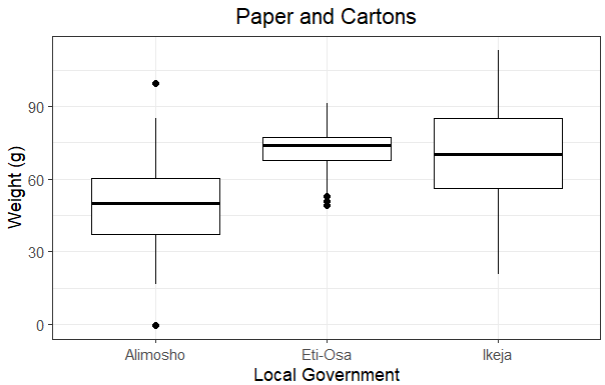 Paper and Cartons
Weight (g)
90
60
30
0
Alimosho Eti-Osa Ikeja
Local Government